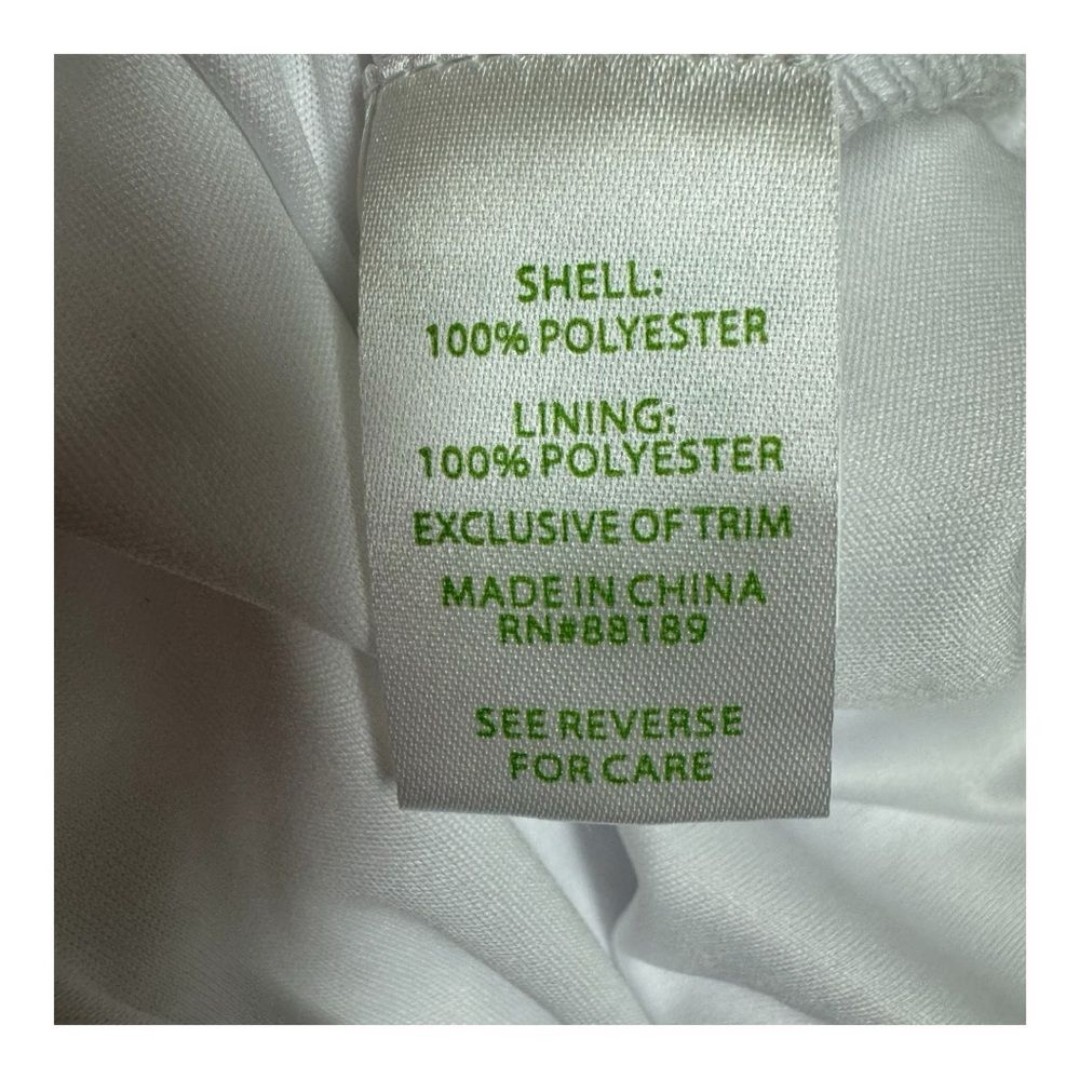 SHELL:
100% POLYESTER
LINING:
100% POLYESTER
EXCLUSIVE OF TRIM
MADE IN CHINA
RN#88189
SEE REVERSE
FOR CARE